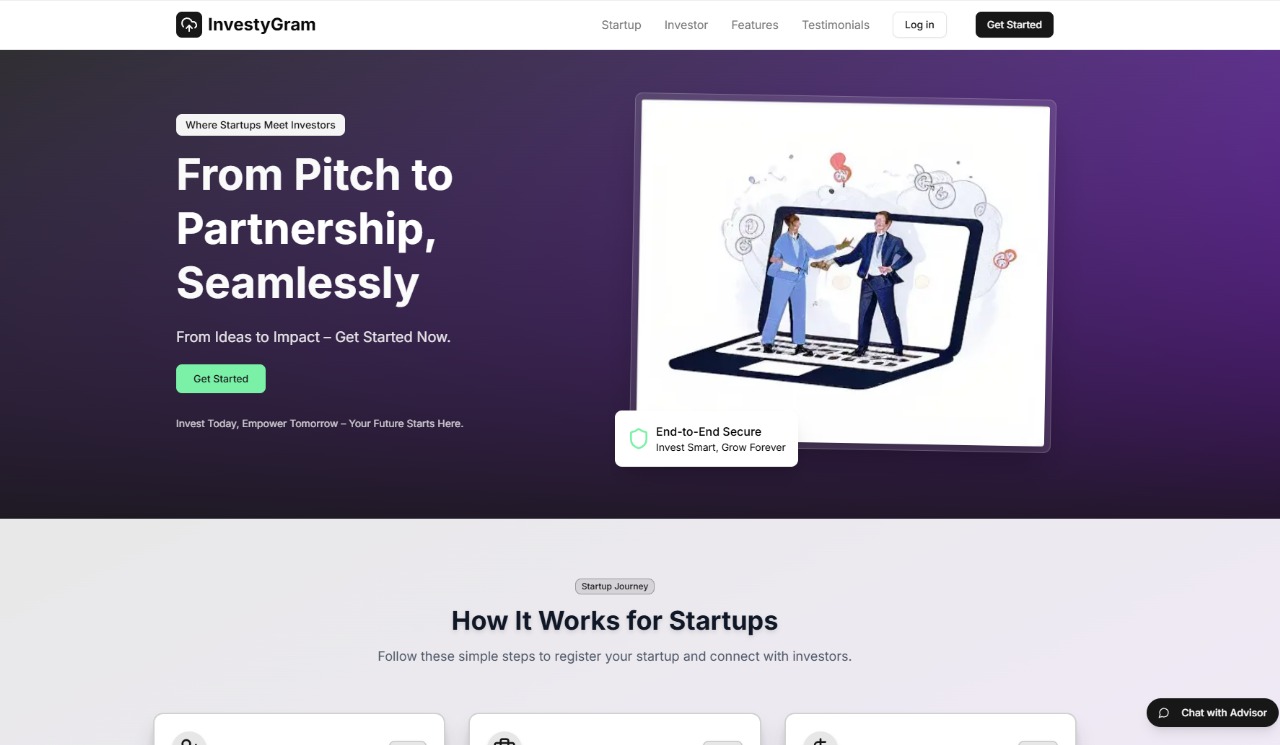 InvestyGram
Startup
Investor
Features
Testimonials
Log in
Get Started
Where Startups Meet Investors
From Pitch to
Partnership,
Seamlessly
From Ideas to Impact – Get Started Now.
Get Started
Invest Today, Empower Tomorrow – Your Future Starts Here.
End-to-End Secure
Invest Smart, Grow Forever
Startup Journey
How It Works for Startups
Follow these simple steps to register your startup and connect with investors.
Chat with Advisor